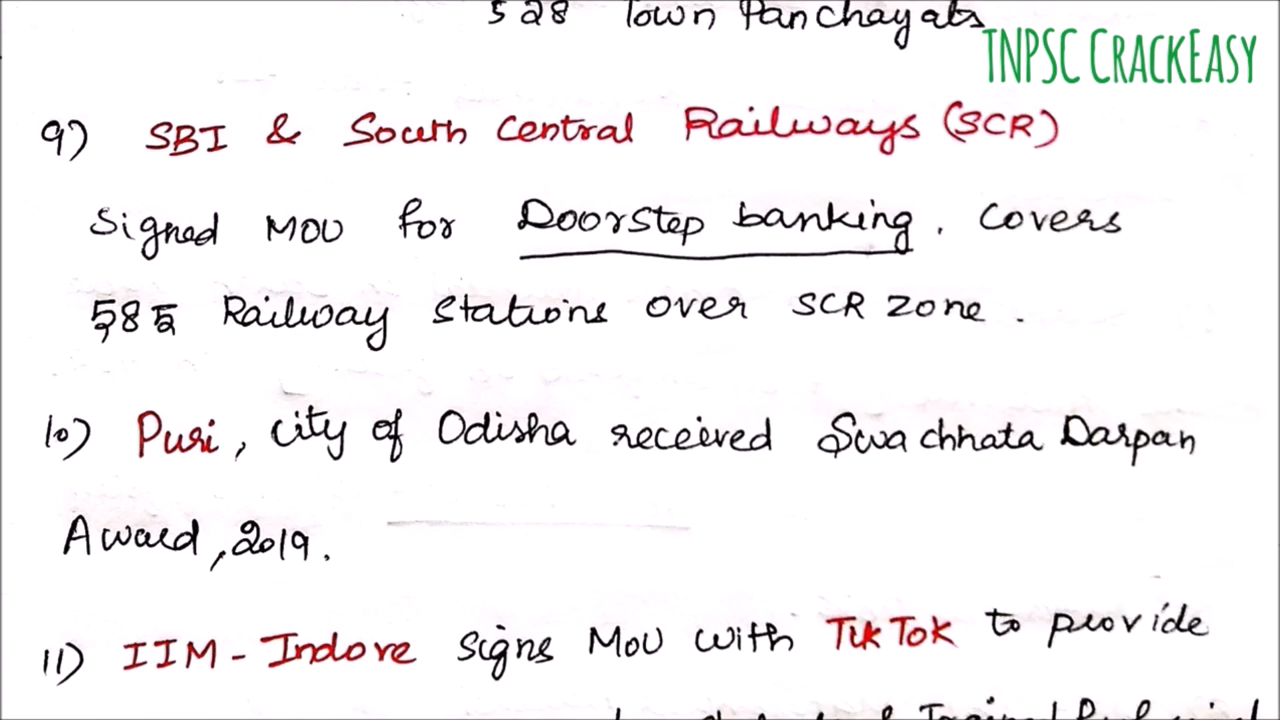 528 Town Panchayats
TNPSC CRACKEASY
9) SBI & South Central Railways (SCR)
Signed MOU for Doorstep banking. Covers
585 Railway Stations over SCR zone.
10) Puri, city of Odisha received Swachhata Darpan
Award, 2019.
11) IIM - Indore signs MoU with TikTok to provide